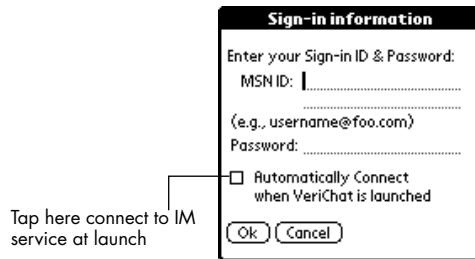 Sign-in information
Enter your Sign-in ID & Password:
MSN ID:
(e.g., username@foo.com)
Password:
Automatically Connect
when VeriChat is launched
Tap here connect to IM
service at launch
Ok Cancel